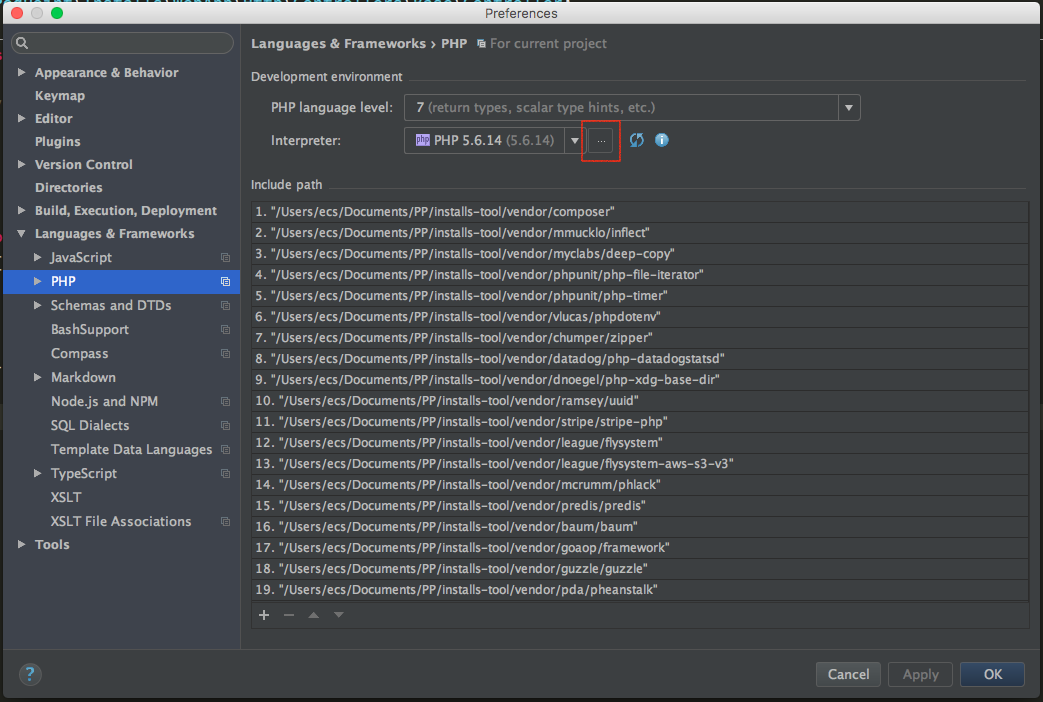 Preferences
Languages & Frameworks › PHP For current project
Appearance & Behavior
Keymap
Editor
Plugins
Version Control
Directories
Build, Execution, Deployment
Languages & Frameworks
JavaScript
PHP
Schemas and DTDs
BashSupport
Compass
Markdown
Node.js and NPM
SQL Dialects
Template Data Languages
TypeScript
XSLT
XSLT File Associations
Tools
Development environment
PHP language level: 7 (return types, scalar type hints, etc.)
Interpreter: php PHP 5.6.14 (5.6.14) ...
Include path
1. "/Users/ecs/Documents/PP/installs-tool/vendor/composer"
2. "/Users/ecs/Documents/PP/installs-tool/vendor/mmucklo/inflect"
3. "/Users/ecs/Documents/PP/installs-tool/vendor/myclabs/deep-copy"
4. "/Users/ecs/Documents/PP/installs-tool/vendor/phpunit/php-file-iterator"
5. "/Users/ecs/Documents/PP/installs-tool/vendor/phpunit/php-timer"
6. "/Users/ecs/Documents/PP/installs-tool/vendor/vlucas/phpdotenv"
7. "/Users/ecs/Documents/PP/installs-tool/vendor/chumper/zipper"
8. "/Users/ecs/Documents/PP/installs-tool/vendor/datadog/php-datadogstatsd"
9. "/Users/ecs/Documents/PP/installs-tool/vendor/dnoegel/php-xdg-base-dir"
10. "/Users/ecs/Documents/PP/installs-tool/vendor/ramsey/uuid"
11. "/Users/ecs/Documents/PP/installs-tool/vendor/stripe/stripe-php"
12. "/Users/ecs/Documents/PP/installs-tool/vendor/league/flysystem"
13. "/Users/ecs/Documents/PP/installs-tool/vendor/league/flysystem-aws-s3-v3"
14. "/Users/ecs/Documents/PP/installs-tool/vendor/mcrumm/phlack"
15. "/Users/ecs/Documents/PP/installs-tool/vendor/predis/predis"
16. "/Users/ecs/Documents/PP/installs-tool/vendor/baum/baum"
17. "/Users/ecs/Documents/PP/installs-tool/vendor/goaop/framework"
18. "/Users/ecs/Documents/PP/installs-tool/vendor/guzzle/guzzle"
19. "/Users/ecs/Documents/PP/installs-tool/vendor/pda/pheanstalk"
? Cancel Apply OK